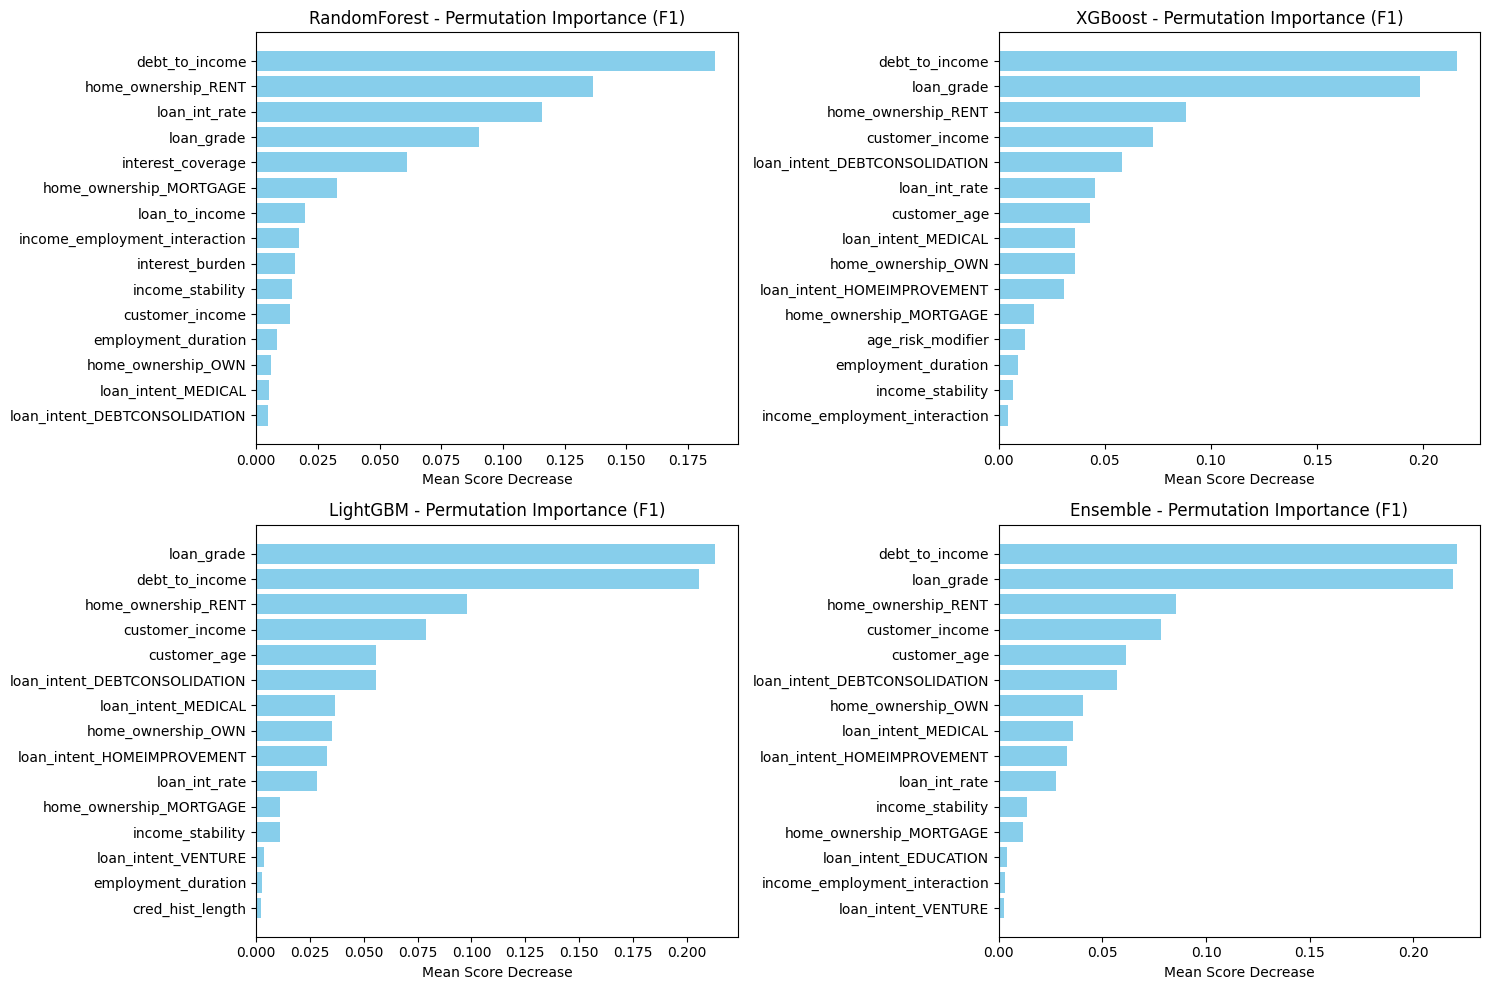 RandomForest - Permutation Importance (F1)
debt_to_income
home_ownership_RENT
loan_int_rate
loan_grade
interest_coverage
home_ownership_MORTGAGE
loan_to_income
income_employment_interaction
interest_burden
income_stability
customer_income
employment_duration
home_ownership_OWN
loan_intent_MEDICAL
loan_intent_DEBTCONSOLIDATION
0.000 0.025 0.050 0.075 0.100 0.125 0.150 0.175
Mean Score Decrease
XGBoost - Permutation Importance (F1)
debt_to_income
loan_grade
home_ownership_RENT
customer_income
loan_intent_DEBTCONSOLIDATION
loan_int_rate
customer_age
loan_intent_MEDICAL
home_ownership_OWN
loan_intent_HOMEIMPROVEMENT
home_ownership_MORTGAGE
age_risk_modifier
employment_duration
income_stability
income_employment_interaction
0.00 0.05 0.10 0.15 0.20
Mean Score Decrease
LightGBM - Permutation Importance (F1)
loan_grade
debt_to_income
home_ownership_RENT
customer_income
customer_age
loan_intent_DEBTCONSOLIDATION
loan_intent_MEDICAL
home_ownership_OWN
loan_intent_HOMEIMPROVEMENT
loan_int_rate
home_ownership_MORTGAGE
income_stability
loan_intent_VENTURE
employment_duration
cred_hist_length
0.000 0.025 0.050 0.075 0.100 0.125 0.150 0.175 0.200
Mean Score Decrease
Ensemble - Permutation Importance (F1)
debt_to_income
loan_grade
home_ownership_RENT
customer_income
customer_age
loan_intent_DEBTCONSOLIDATION
home_ownership_OWN
loan_intent_MEDICAL
loan_intent_HOMEIMPROVEMENT
loan_int_rate
income_stability
home_ownership_MORTGAGE
loan_intent_EDUCATION
income_employment_interaction
loan_intent_VENTURE
0.00 0.05 0.10 0.15 0.20
Mean Score Decrease